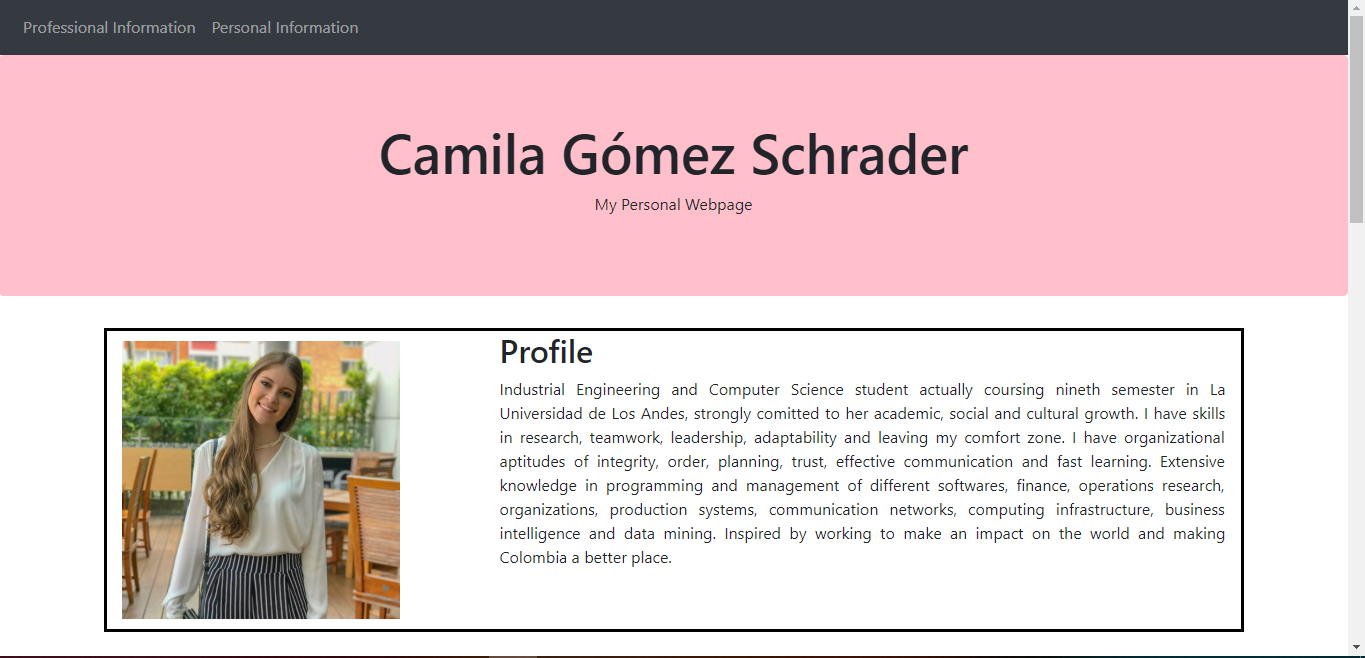 Professional Information Personal Information
Camila Gómez Schrader
My Personal Webpage
Profile
Industrial Engineering and Computer Science student actually coursing nineth semester in La
Universidad de Los Andes, strongly comitted to her academic, social and cultural growth. I have skills
in research, teamwork, leadership, adaptability and leaving my comfort zone. I have organizational
aptitudes of integrity, order, planning, trust, effective communication and fast learning. Extensive
knowledge in programming and management of different softwares, finance, operations research,
organizations, production systems, communication networks, computing infrastructure, business
intelligence and data mining. Inspired by working to make an impact on the world and making
Colombia a better place.